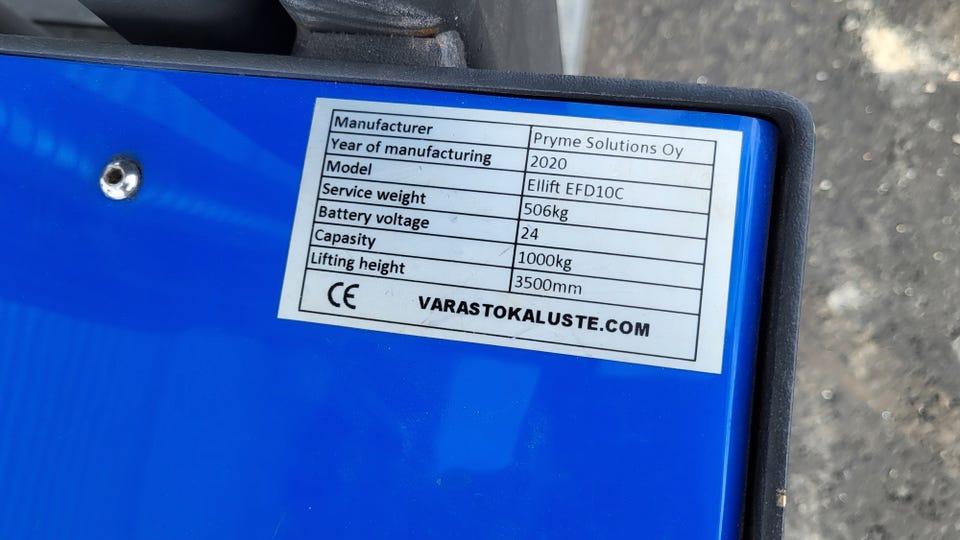 Manufacturer Pryme Solutions Oy
Year of manufacturing 2020
Model Ellift EFD10C
Service weight 506kg
Battery voltage 24
Capasity 1000kg
Lifting height 3500mm
CE VARASTOKALUSTE.COM